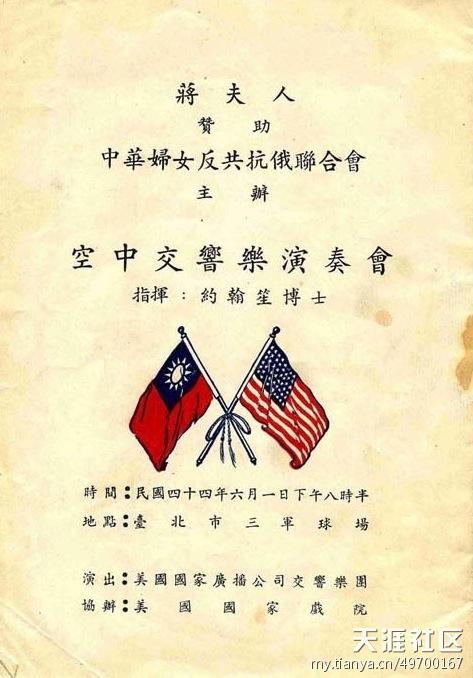 蔣夫人
贊助
中華婦女反共抗俄聯合會
主辦
空中交響樂演奏會
指揮：約翰笙博士
時間：民國四十四年六月一日下午八時半
地點：臺北市三軍球場
演出：美國國家廣播公司交響樂團
協辦：美國國家戲院
天涯社区
my.tianya.cn/49700167